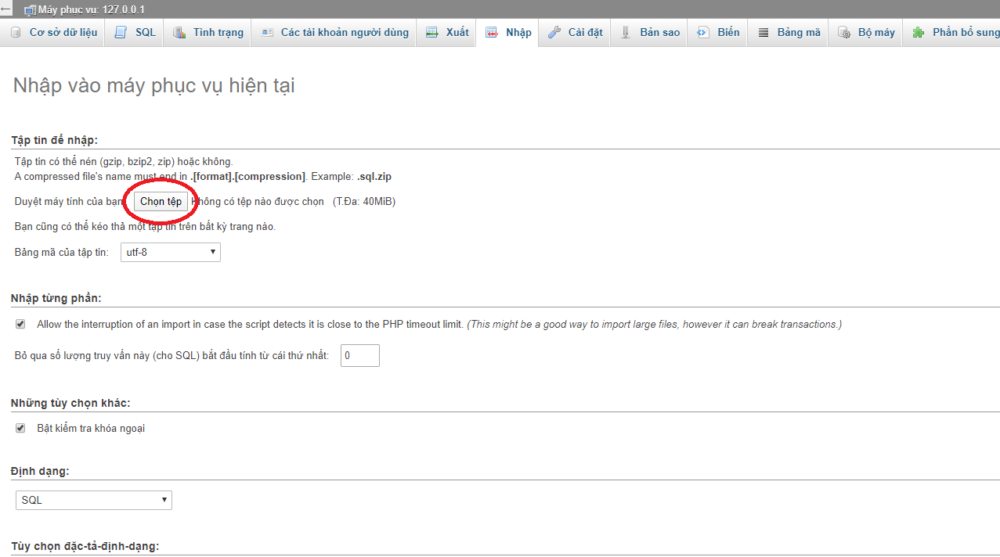 Máy phục vụ: 127.0.0.1
Cơ sở dữ liệu SQL Tình trạng Các tài khoản người dùng Xuất Nhập Cài đặt Bản sao Biến Bảng mã Bộ máy Phần bổ sung
Nhập vào máy phục vụ hiện tại
Tập tin để nhập:
Tập tin có thể nén (gzip, bzip2, zip) hoặc không.
A compressed file's name must end in .[format].[compression]. Example: .sql.zip
Duyệt máy tính của bạn: Chọn tệp Không có tệp nào được chọn (T.Đa: 40MiB)
Bạn cũng có thể kéo thả một tập tin trên bất kỳ trang nào.
Bảng mã của tập tin: utf-8
Nhập từng phần:
Allow the interruption of an import in case the script detects it is close to the PHP timeout limit. (This might be a good way to import large files, however it can break transactions.)
Bỏ qua số lượng truy vấn này (cho SQL) bắt đầu tính từ cái thứ nhất: 0
Những tùy chọn khác:
Bật kiểm tra khóa ngoại
Định dạng:
SQL
Tùy chọn đặc-tả-định-dạng: